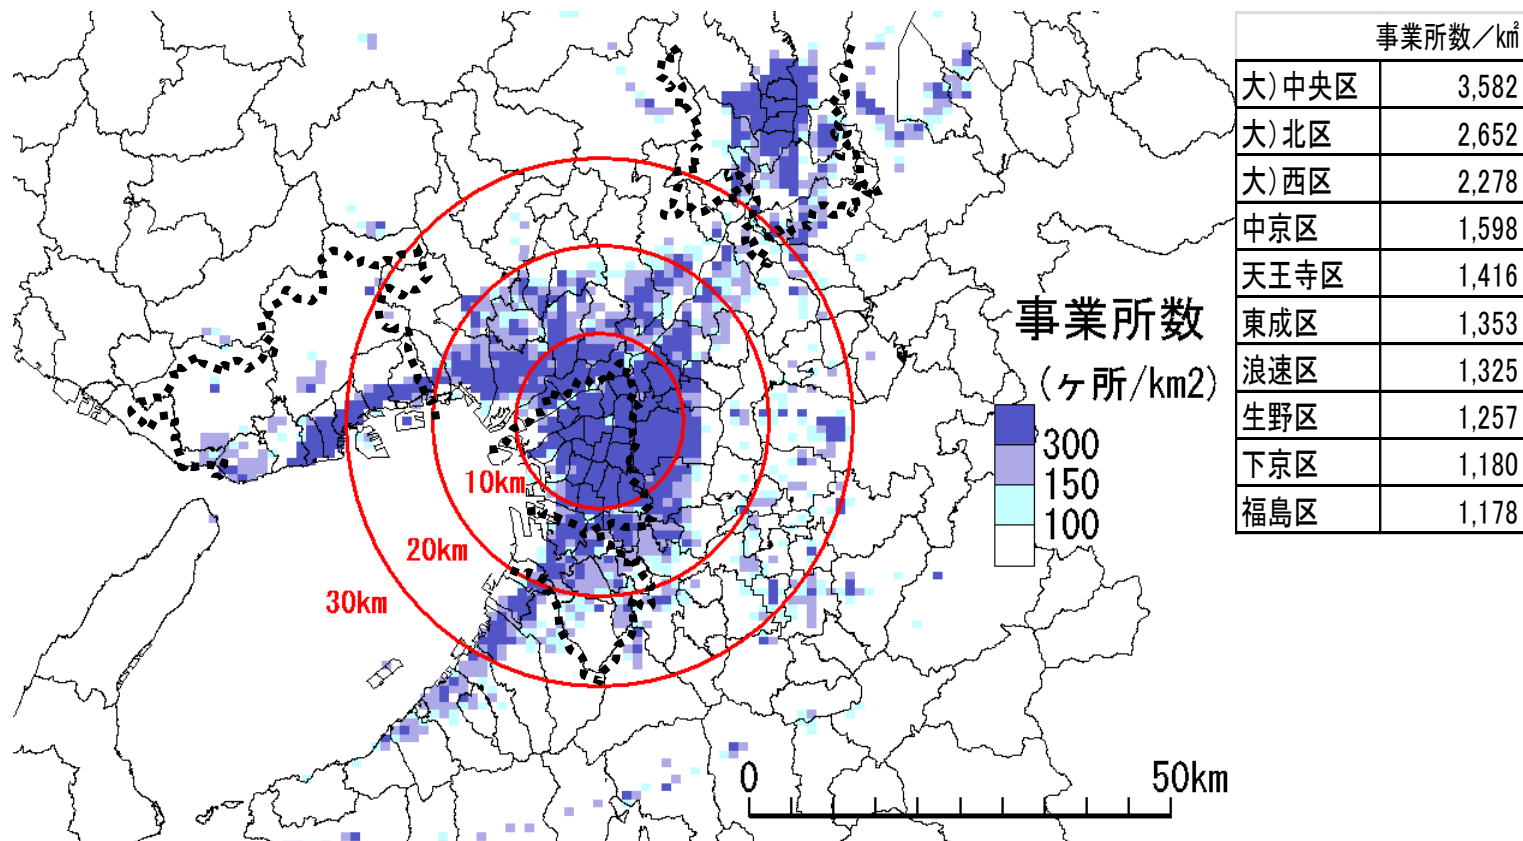 事業所数／k㎡
大）中央区 3,582
大）北区 2,652
大）西区 2,278
中京区 1,598
天王寺区 1,416
東成区 1,353
浪速区 1,325
生野区 1,257
下京区 1,180
福島区 1,178
事業所数
(ヶ所/km2)
300
150
100
10km
20km
30km
0 50km